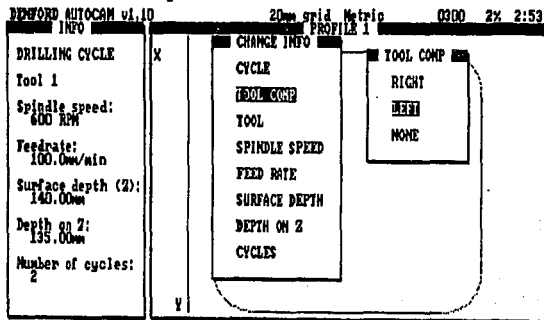 DENFORD AUTOCAM v1.10 20mm grid Metric 0300 2% 2:53
INFO
DRILLING CYCLE
Tool 1
Spindle speed:
600 RPM
Feedrate:
100.0mm/min
Surface depth (Z):
140.00mm
Depth on Z:
135.00mm
Number of cycles:
2
PROFILE 1
X
Y
CHANGE INFO
CYCLE
TOOL COMP
TOOL
SPINDLE SPEED
FEED RATE
SURFACE DEPTH
DEPTH ON Z
CYCLES
TOOL COMP
RIGHT
LEFT
NONE